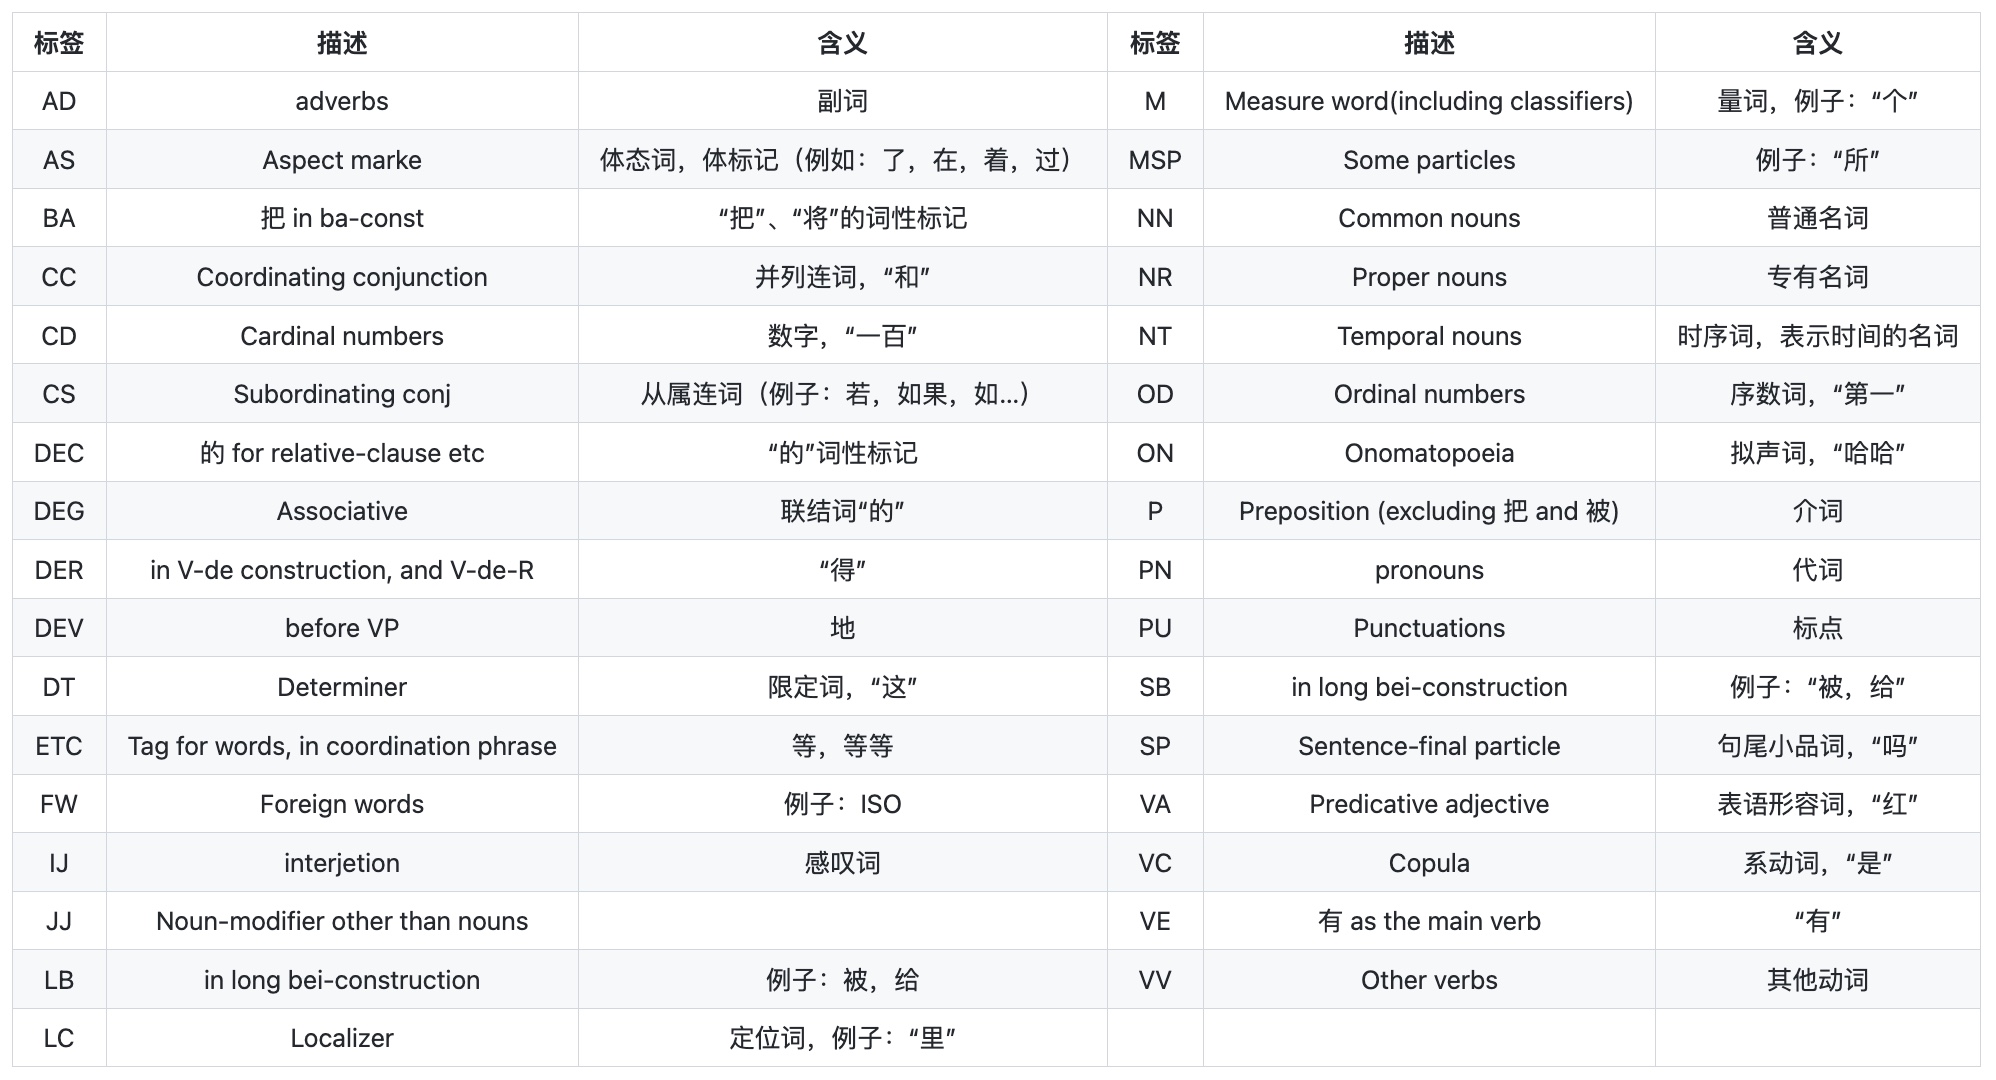 标签 描述 含义 标签 描述 含义
AD adverbs 副词 M Measure word(including classifiers) 量词，例子：“个”
AS Aspect marke 体态词，体标记（例如：了，在，着，过） MSP Some particles 例子：“所”
BA 把 in ba-const “把”、“将”的词性标记 NN Common nouns 普通名词
CC Coordinating conjunction 并列连词，“和” NR Proper nouns 专有名词
CD Cardinal numbers 数字，“一百” NT Temporal nouns 时序词，表示时间的名词
CS Subordinating conj 从属连词（例子：若，如果，如…） OD Ordinal numbers 序数词，“第一”
DEC 的 for relative-clause etc “的”词性标记 ON Onomatopoeia 拟声词，“哈哈”
DEG Associative 联结词“的” P Preposition (excluding 把 and 被) 介词
DER in V-de construction, and V-de-R “得” PN pronouns 代词
DEV before VP 地 PU Punctuations 标点
DT Determiner 限定词，“这” SB in long bei-construction 例子：“被，给”
ETC Tag for words, in coordination phrase 等，等等 SP Sentence-final particle 句尾小品词，“吗”
FW Foreign words 例子：ISO VA Predicative adjective 表语形容词，“红”
IJ interjetion 感叹词 VC Copula 系动词，“是”
JJ Noun-modifier other than nouns VE 有 as the main verb “有”
LB in long bei-construction 例子：被，给 VV Other verbs 其他动词
LC Localizer 定位词，例子：“里”